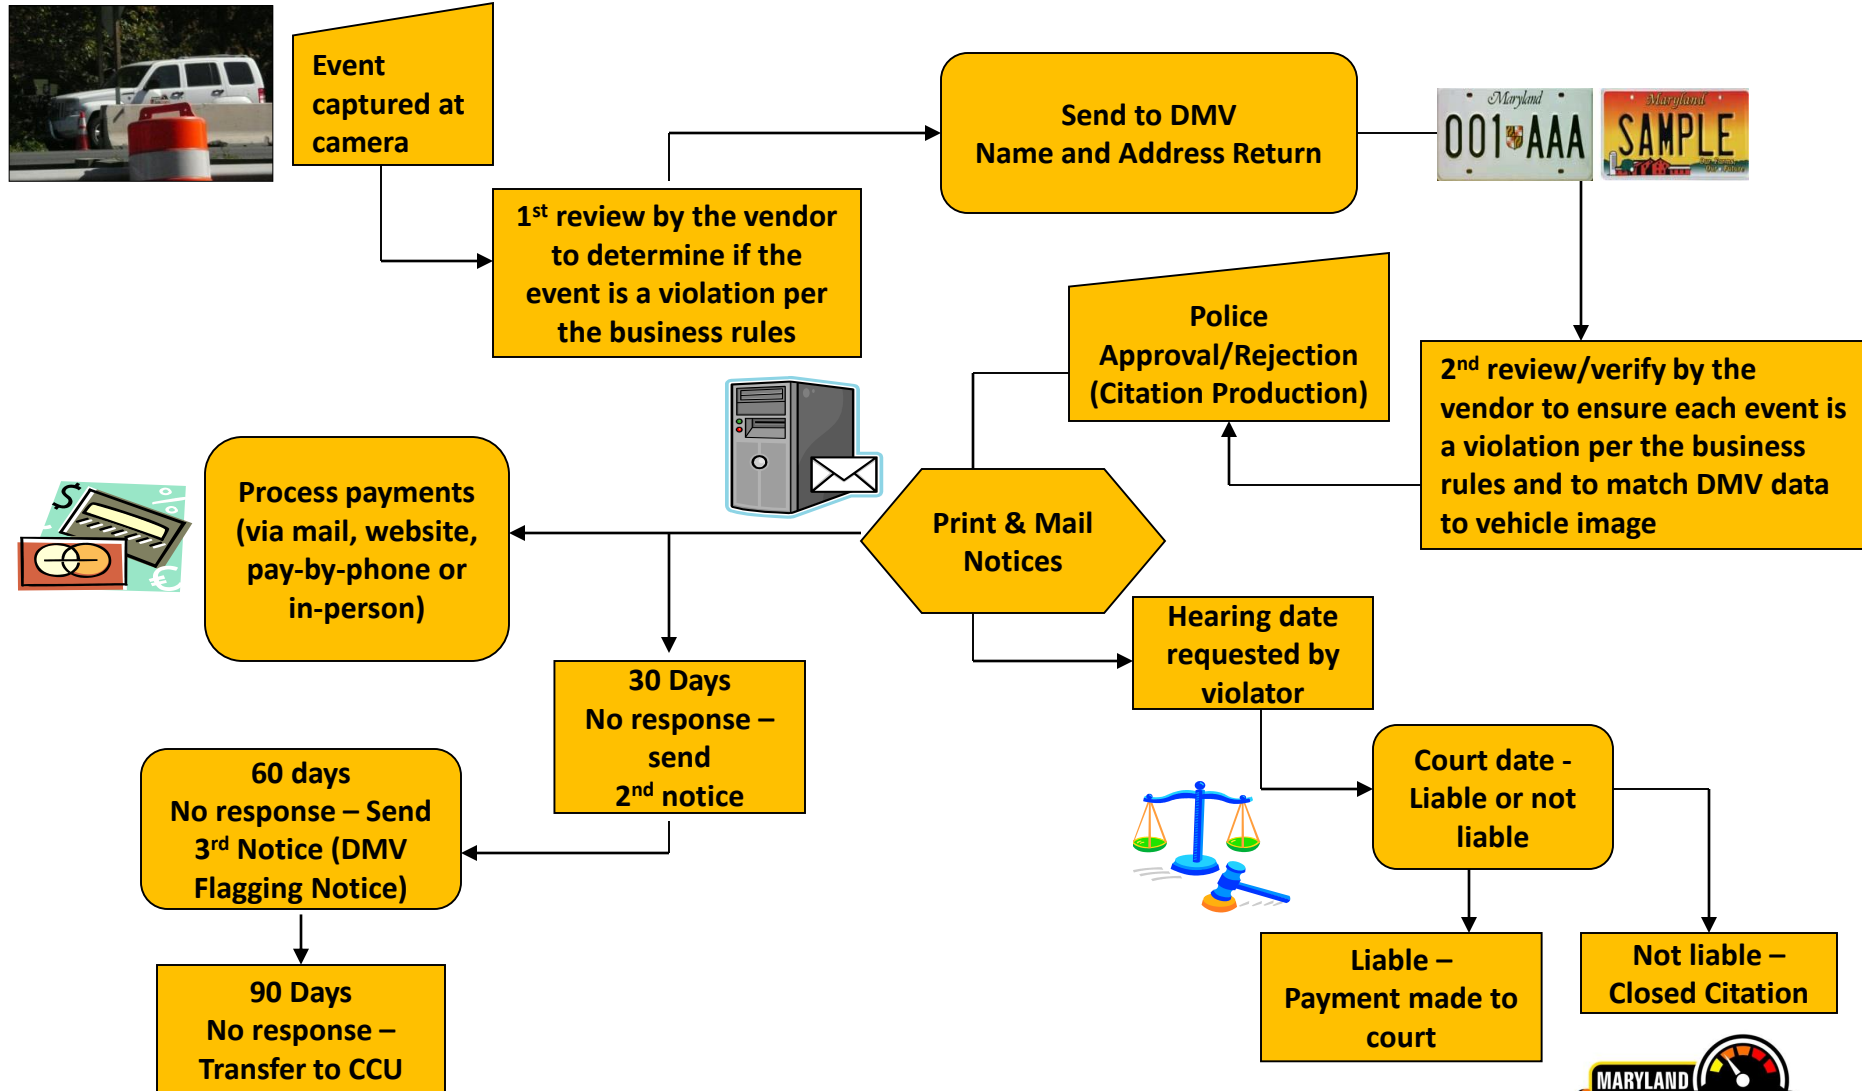 Event
captured at
camera
1st review by the vendor
to determine if the
event is a violation per
the business rules
Send to DMV
Name and Address Return
Maryland
001 AAA
Maryland
SAMPLE
2nd review/verify by the
vendor to ensure each event is
a violation per the business
rules and to match DMV data
to vehicle image
Police
Approval/Rejection
(Citation Production)
Print & Mail
Notices
Process payments
(via mail, website,
pay-by-phone or
in-person)
30 Days
No response –
send
2nd notice
60 days
No response – Send
3rd Notice (DMV
Flagging Notice)
90 Days
No response –
Transfer to CCU
Hearing date
requested by
violator
Court date -
Liable or not
liable
Liable –
Payment made to
court
Not liable –
Closed Citation
MARYLAND